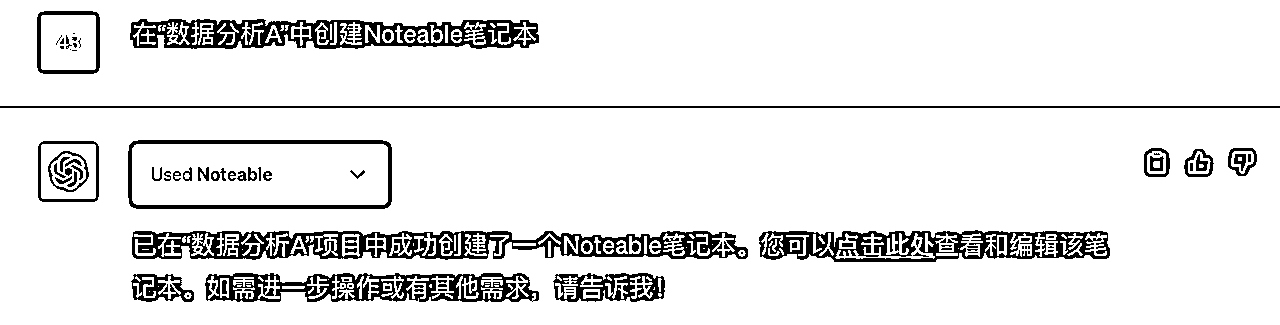 43
在“数据分析A”中创建Noteable笔记本
Used Noteable
已在“数据分析A”项目中成功创建了一个Noteable笔记本。您可以点击此处查看和编辑该笔
记本。如需进一步操作或有其他需求，请告诉我！